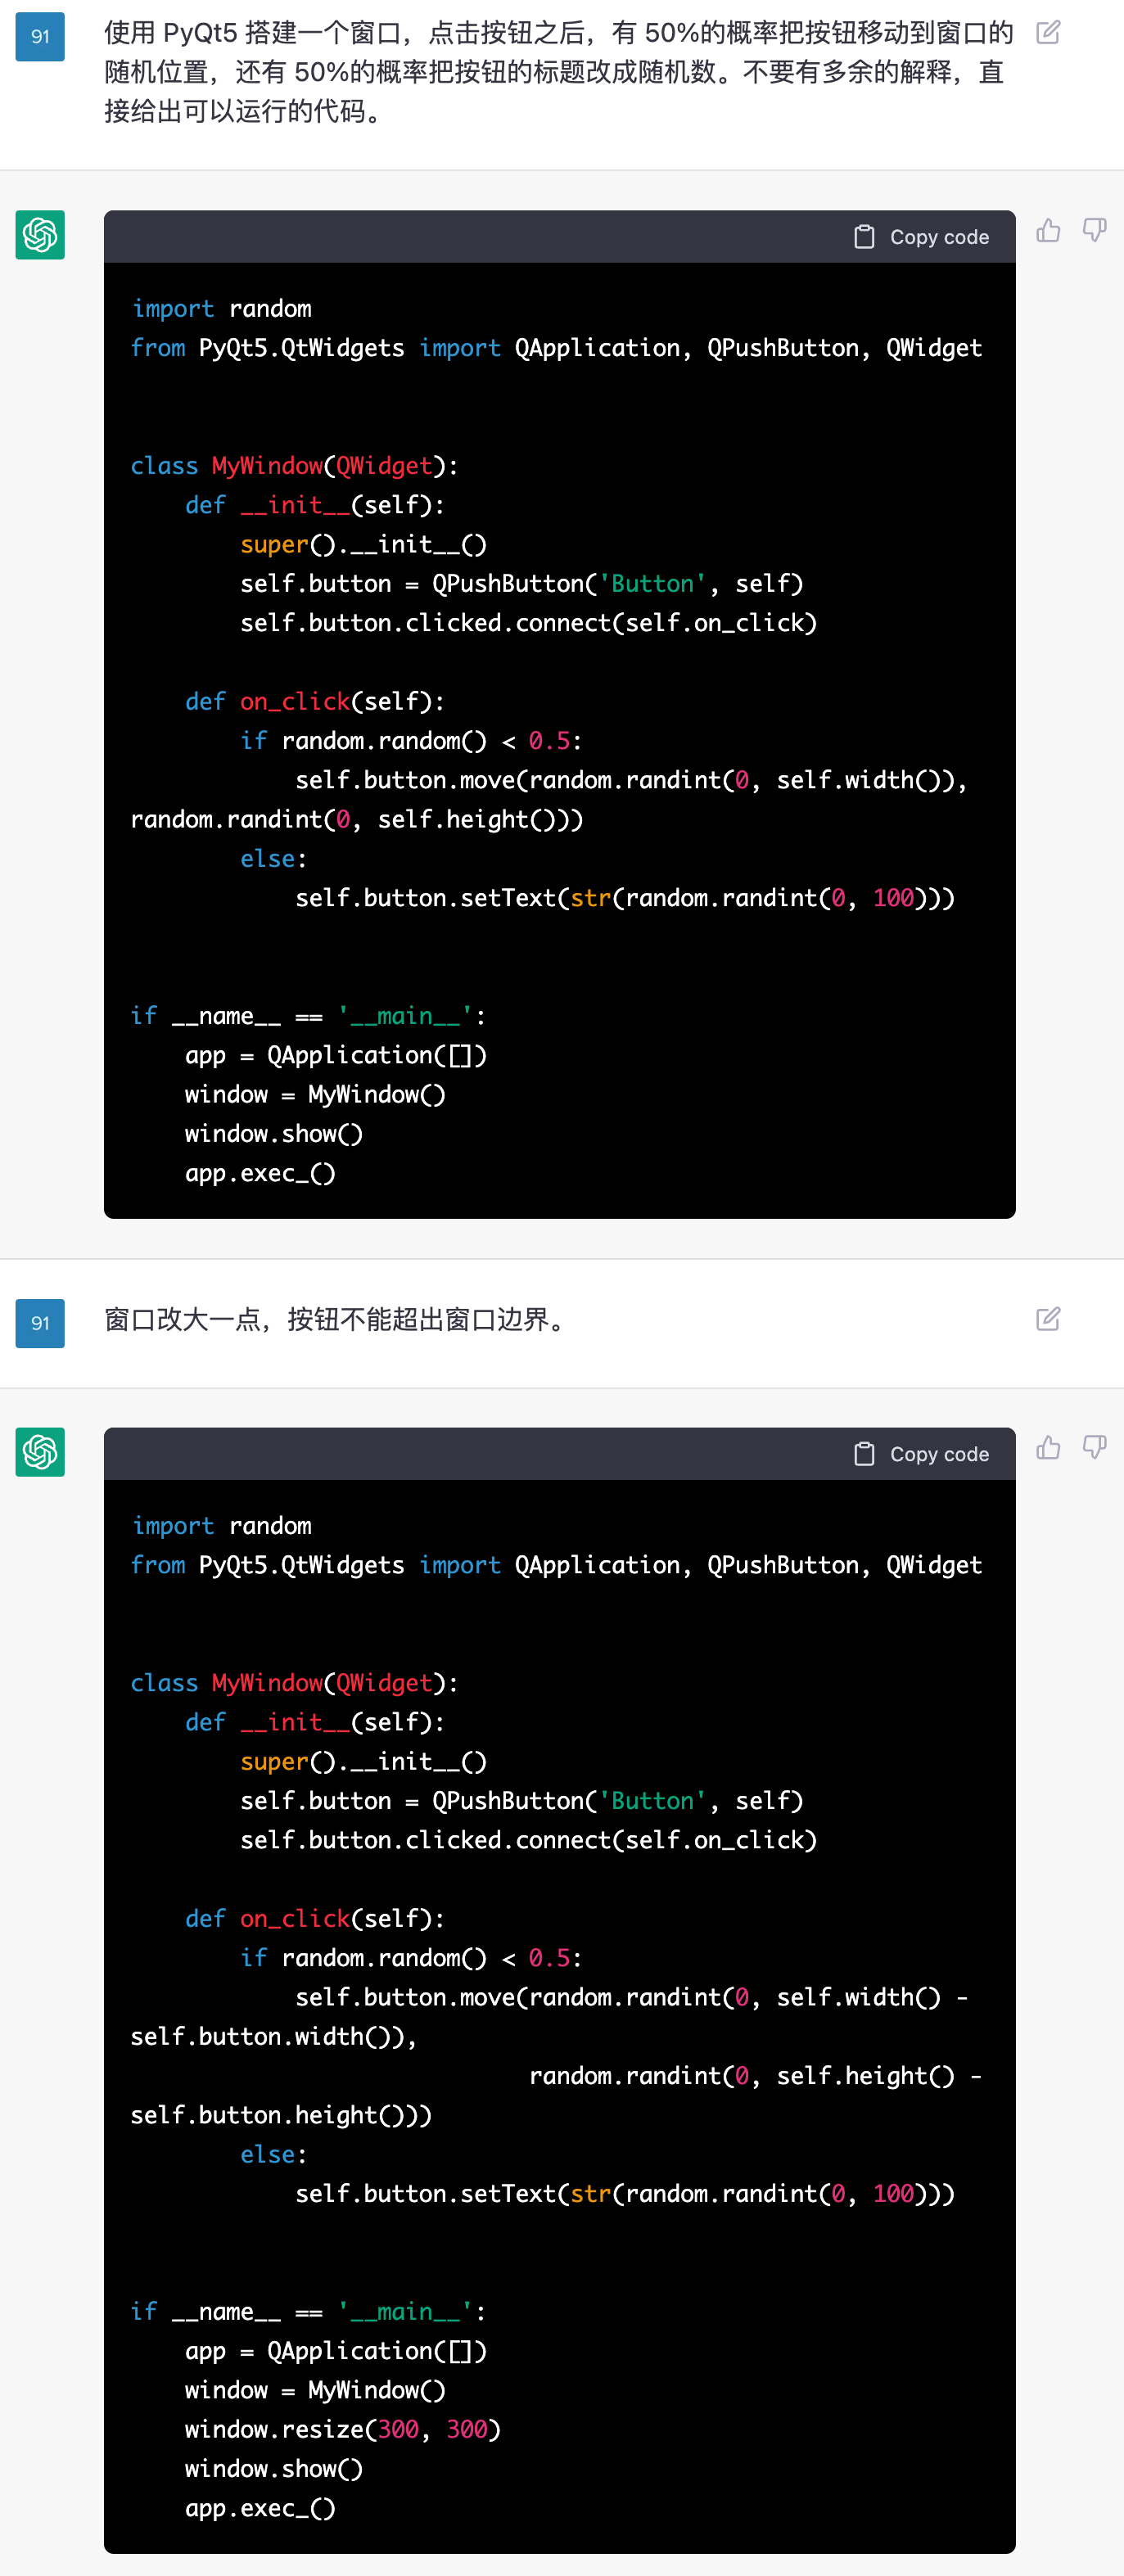 91
使用 PyQt5 搭建一个窗口，点击按钮之后，有 50%的概率把按钮移动到窗口的
随机位置，还有 50%的概率把按钮的标题改成随机数。不要有多余的解释，直
接给出可以运行的代码。
Copy code
import random
from PyQt5.QtWidgets import QApplication, QPushButton, QWidget
class MyWindow(QWidget):
    def __init__(self):
        super().__init__()
        self.button = QPushButton('Button', self)
        self.button.clicked.connect(self.on_click)
    def on_click(self):
        if random.random() < 0.5:
            self.button.move(random.randint(0, self.width()),
random.randint(0, self.height()))
        else:
            self.button.setText(str(random.randint(0, 100)))
if __name__ == '__main__':
    app = QApplication([])
    window = MyWindow()
    window.show()
    app.exec_()
91
窗口改大一点，按钮不能超出窗口边界。
Copy code
import random
from PyQt5.QtWidgets import QApplication, QPushButton, QWidget
class MyWindow(QWidget):
    def __init__(self):
        super().__init__()
        self.button = QPushButton('Button', self)
        self.button.clicked.connect(self.on_click)
    def on_click(self):
        if random.random() < 0.5:
            self.button.move(random.randint(0, self.width() -
self.button.width()),
                             random.randint(0, self.height() -
self.button.height()))
        else:
            self.button.setText(str(random.randint(0, 100)))
if __name__ == '__main__':
    app = QApplication([])
    window = MyWindow()
    window.resize(300, 300)
    window.show()
    app.exec_()